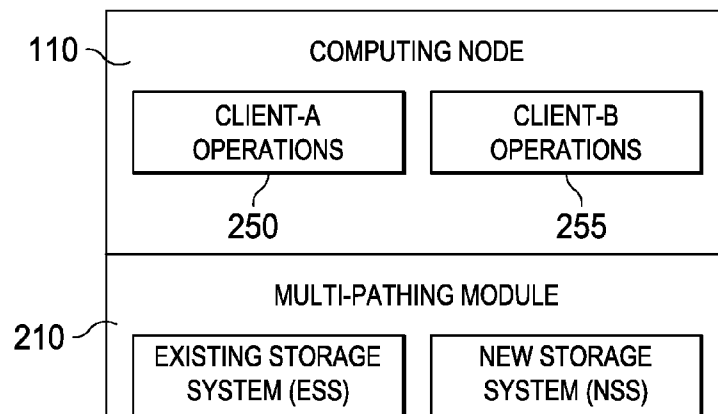 110
COMPUTING NODE
CLIENT-A
OPERATIONS
CLIENT-B
OPERATIONS
250
255
MULTI-PATHING MODULE
210
EXISTING STORAGE
SYSTEM (ESS)
NEW STORAGE
SYSTEM (NSS)